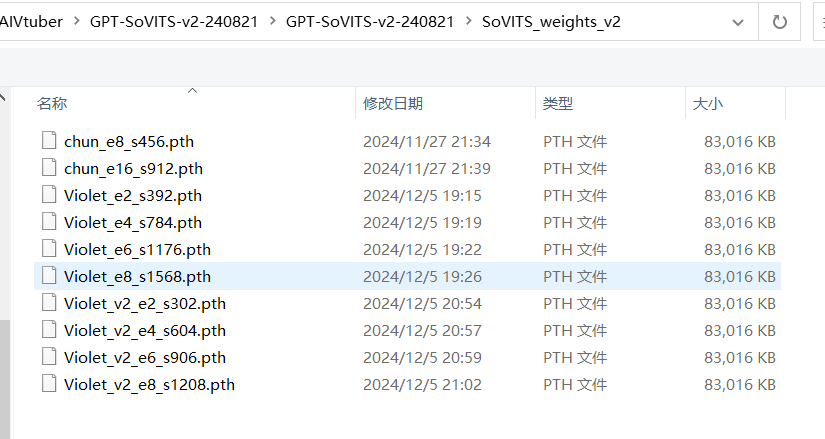 AIVtuber > GPT-SoVITS-v2-240821 > GPT-SoVITS-v2-240821 > SoVITS_weights_v2
名称 修改日期 类型 大小
chun_e8_s456.pth 2024/11/27 21:34 PTH 文件 83,016 KB
chun_e16_s912.pth 2024/11/27 21:39 PTH 文件 83,016 KB
Violet_e2_s392.pth 2024/12/5 19:15 PTH 文件 83,016 KB
Violet_e4_s784.pth 2024/12/5 19:19 PTH 文件 83,016 KB
Violet_e6_s1176.pth 2024/12/5 19:22 PTH 文件 83,016 KB
Violet_e8_s1568.pth 2024/12/5 19:26 PTH 文件 83,016 KB
Violet_v2_e2_s302.pth 2024/12/5 20:54 PTH 文件 83,016 KB
Violet_v2_e4_s604.pth 2024/12/5 20:57 PTH 文件 83,016 KB
Violet_v2_e6_s906.pth 2024/12/5 20:59 PTH 文件 83,016 KB
Violet_v2_e8_s1208.pth 2024/12/5 21:02 PTH 文件 83,016 KB